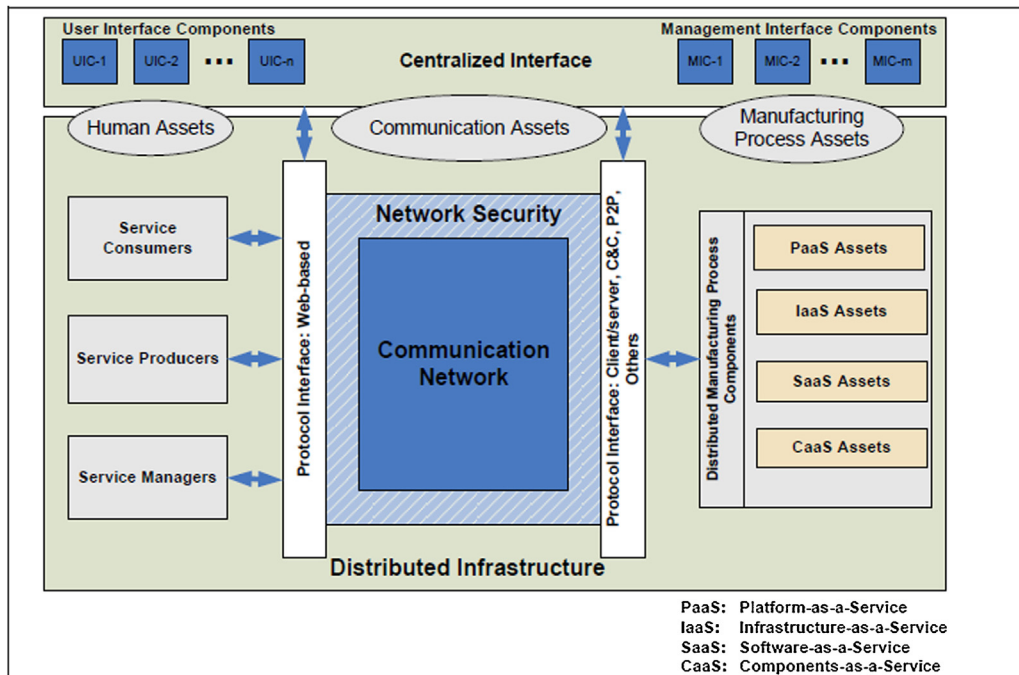 User Interface Components
UIC-1
UIC-2
...
UIC-n
Centralized Interface
Management Interface Components
MIC-1
MIC-2
...
MIC-m
Human Assets
Communication Assets
Manufacturing
Process Assets
Service
Consumers
Service Producers
Service Managers
Protocol Interface: Web-based
Network Security
Communication
Network
Protocol Interface: Client/server, C&C, P2P,
Others
Distributed Manufacturing Process
Components
PaaS Assets
IaaS Assets
SaaS Assets
CaaS Assets
Distributed Infrastructure
PaaS: Platform-as-a-Service
IaaS: Infrastructure-as-a-Service
SaaS: Software-as-a-Service
CaaS: Components-as-a-Service